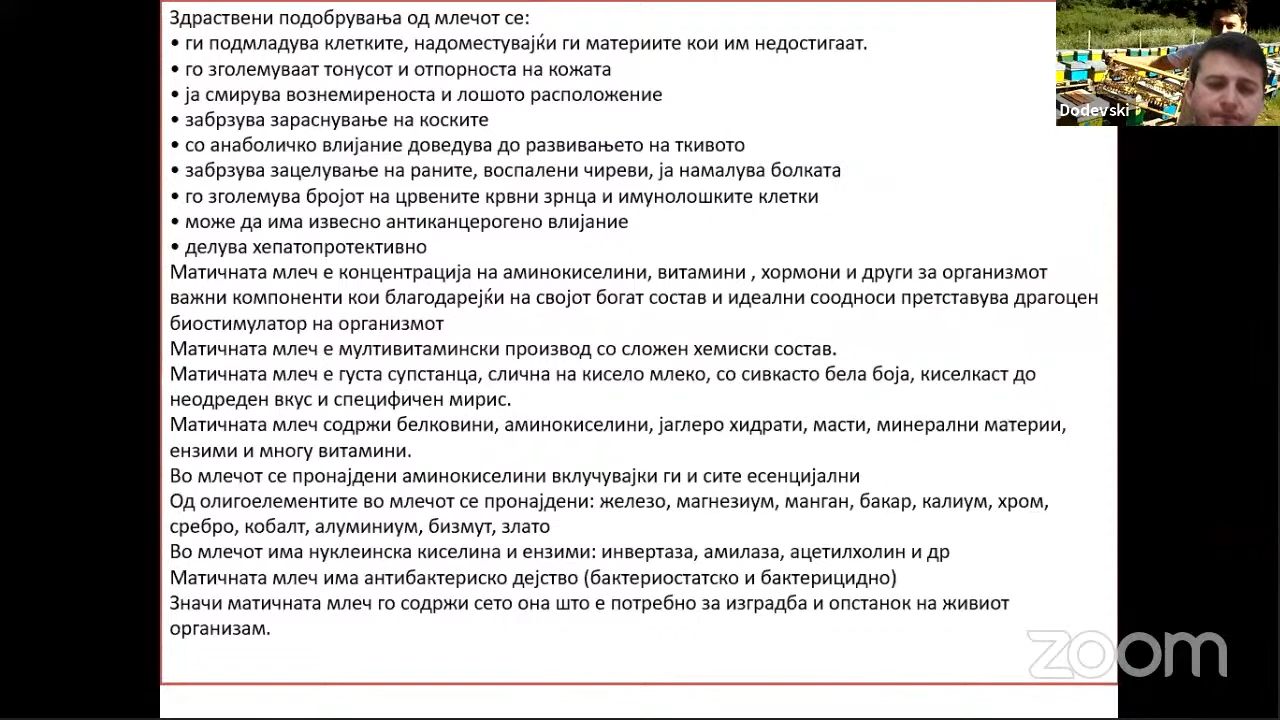 Здраствени подобрувања од млечот се:
• ги подмладува клетките, надоместувајќи ги материите кои им недостигаат.
• го зголемуваат тонусот и отпорноста на кожата
• ја смирува вознемиреноста и лошото расположение
• забрзува зараснување на коските
• со анаболичко влијание доведува до развивањето на ткивото
• забрзува зацелување на раните, воспалени чиреви, ја намалува болката
• го зголемува бројот на црвените крвни зрнца и имунолошките клетки
• може да има извесно антиканцерогено влијание
• делува хепатопротективно
Матичната млеч е концентрација на аминокиселини, витамини , хормони и други за организмот
важни компоненти кои благодарејќи на својот богат состав и идеални соодноси претставува драгоцен
биостимулатор на организмот
Матичната млеч е мултивитамински производ со сложен хемиски состав.
Матичната млеч е густа супстанца, слична на кисело млеко, со сивкасто бела боја, киселкаст до
неодреден вкус и специфичен мирис.
Матичната млеч содржи белковини, аминокиселини, јаглеро хидрати, масти, минерални материи,
ензими и многу витамини.
Во млечот се пронајдени аминокиселини вклучувајки ги и сите есенцијални
Од олигоелементите во млечот се пронајдени: железо, магнезиум, манган, бакар, калиум, хром,
сребро, кобалт, алуминиум, бизмут, злато
Во млечот има нуклеинска киселина и ензими: инвертаза, амилаза, ацетилхолин и др
Матичната млеч има антибактериско дејство (бактериостатско и бактерицидно)
Значи матичната млеч го содржи сето она што е потребно за изградба и опстанок на живиот
организам.
Dodevski
zoom